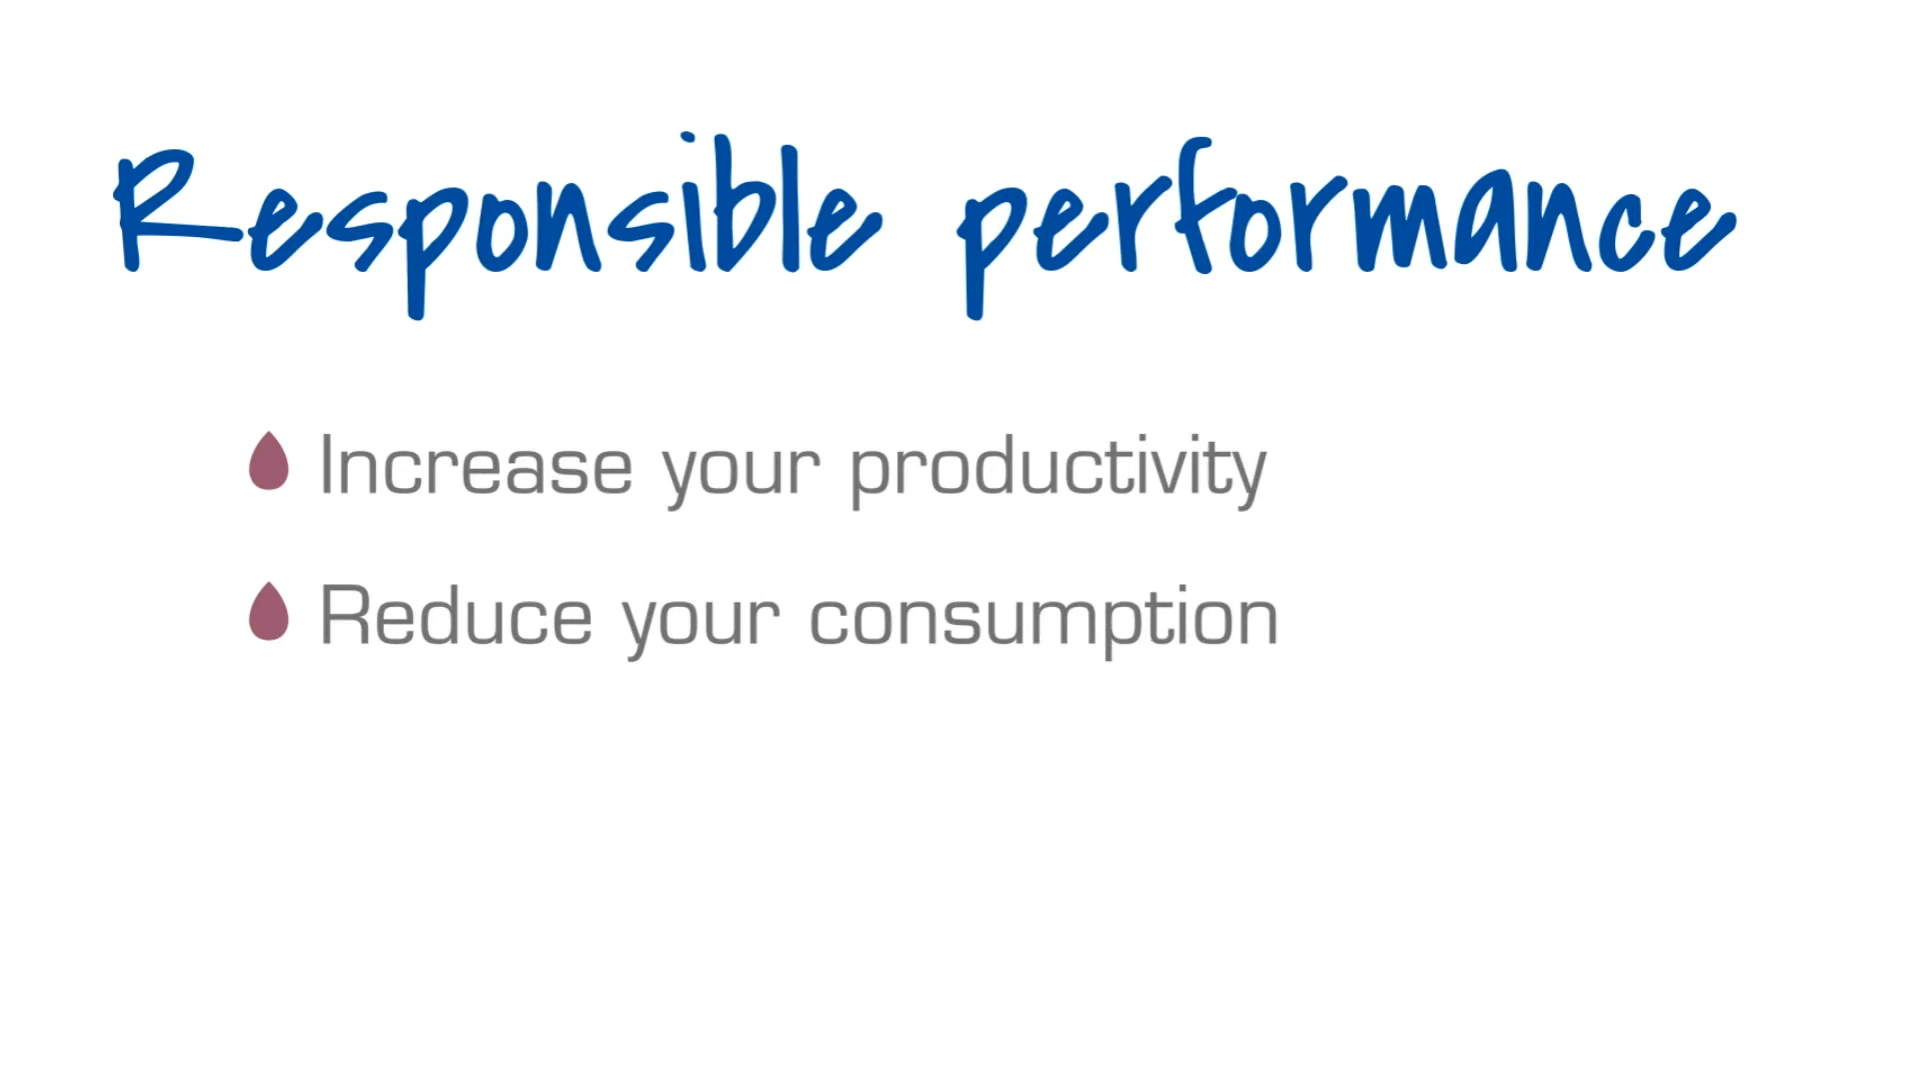 Responsible performance
Increase your productivity
Reduce your consumption